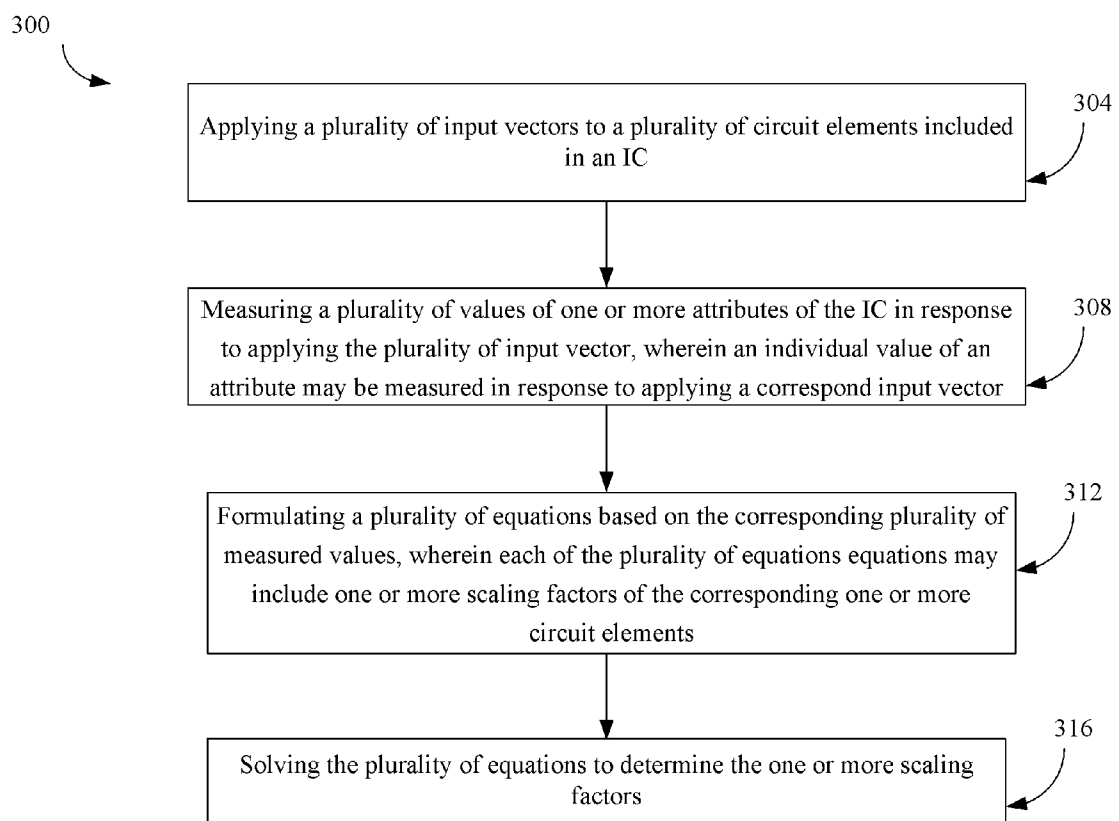 300
304
Applying a plurality of input vectors to a plurality of circuit elements included
in an IC
308
Measuring a plurality of values of one or more attributes of the IC in response
to applying the plurality of input vector, wherein an individual value of an
attribute may be measured in response to applying a correspond input vector
312
Formulating a plurality of equations based on the corresponding plurality of
measured values, wherein each of the plurality of equations equations may
include one or more scaling factors of the corresponding one or more
circuit elements
316
Solving the plurality of equations to determine the one or more scaling
factors